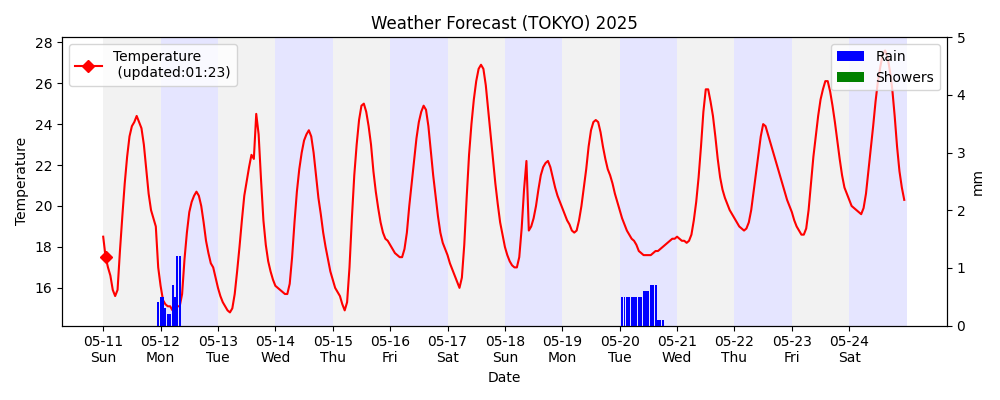 Weather Forecast (TOKYO) 2025
Temperature
(updated:01:23)
Rain
Showers
Temperature
28
26
24
22
20
18
16
5
4
3
2
1
0
mm
05-11 05-12 05-13 05-14 05-15 05-16 05-17 05-18 05-19 05-20 05-21 05-22 05-23 05-24
Sun Mon Tue Wed Thu Fri Sat Sun Mon Tue Wed Thu Fri Sat
Date